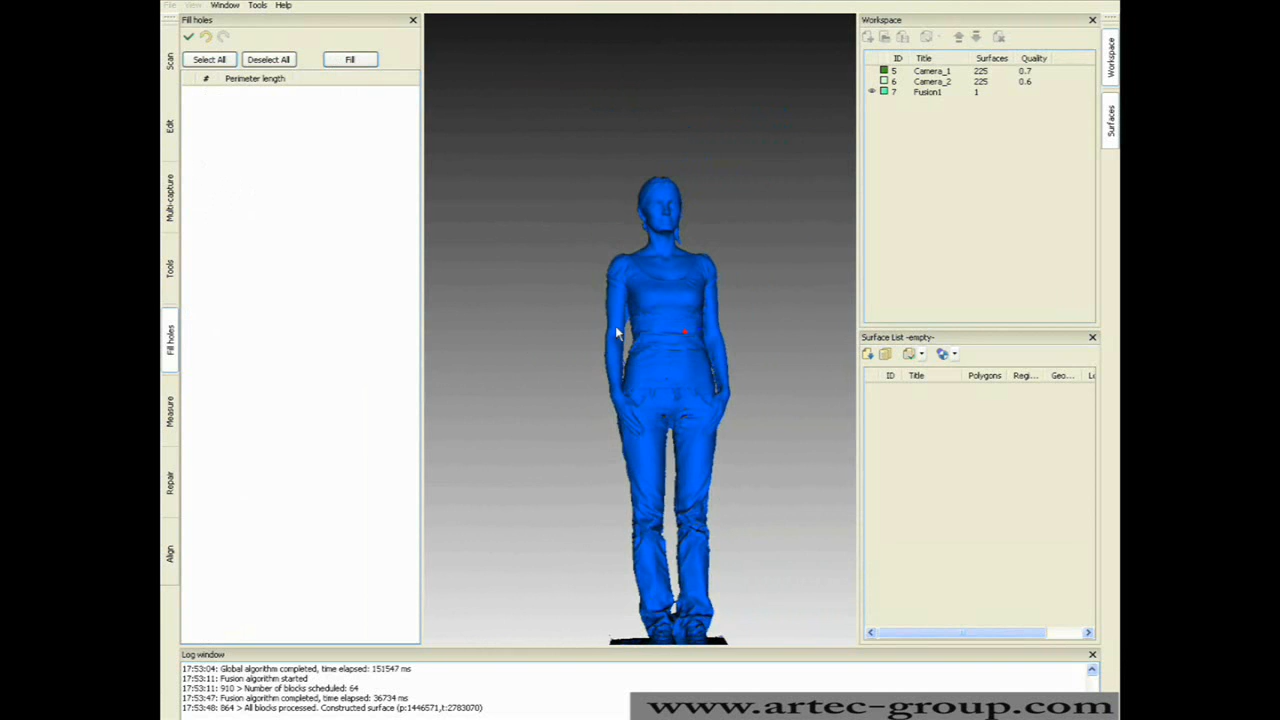 File View Window Tools Help
Fill holes
Select All Deselect All Fill
# Perimeter length
Scan
Edit
Multi-capture
Tools
Fill holes
Measure
Repair
Align
Workspace
ID Title Surfaces Quality
5 Camera_1 225 0.7
6 Camera_2 225 0.6
7 Fusion1 1
Workspace
Surfaces
Surface List -empty-
ID Title Polygons Regi... Geo... Lo
Log window
17:53:04: Global algorithm completed, time elapsed: 151547 ms
17:53:11: Fusion algorithm started
17:53:11: 910 > Number of blocks scheduled: 64
17:53:47: Fusion algorithm completed, time elapsed: 36734 ms
17:53:48: 864 > All blocks processed. Constructed surface (p:1446571,t:2783070)
www.artec-group.com